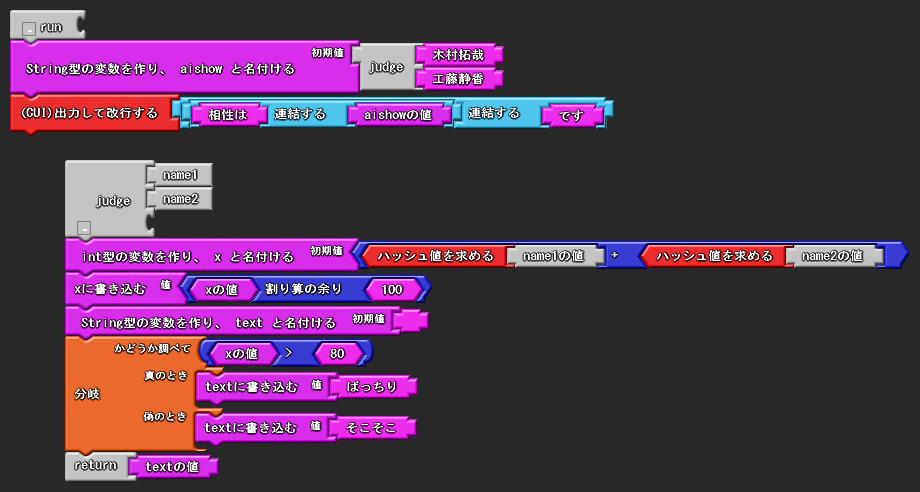 run
String型の変数を作り、 aishow と名付ける 初期値 judge 木村拓哉
工藤静香
(CUI)出力して改行する 相性は 連結する aishowの値 連結する です
judge name1
name2
int型の変数を作り、 x と名付ける 初期値 ハッシュ値を求める name1の値 + ハッシュ値を求める name2の値
xに書き込む 値 xの値 割り算の余り 100
String型の変数を作り、 text と名付ける 初期値
分岐 かどうか調べて xの値 > 80
真のとき textに書き込む 値 ばっちり
偽のとき textに書き込む 値 そこそこ
return textの値